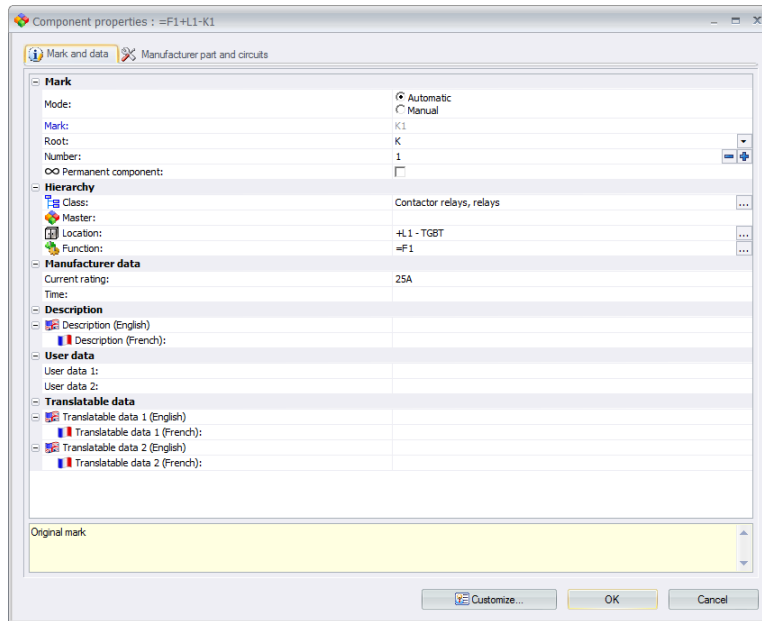 Component properties : =F1+L1-K1
Mark and data
Manufacturer part and circuits
Mark
Mode:
Automatic
Manual
Mark: K1
Root: K
Number: 1
Permanent component:
Hierarchy
Class: Contactor relays, relays ...
Master:
Location: +L1 - TGBT ...
Function: =F1 ...
Manufacturer data
Current rating: 25A
Time:
Description
Description (English)
Description (French):
User data
User data 1:
User data 2:
Translatable data
Translatable data 1 (English)
Translatable data 1 (French):
Translatable data 2 (English)
Translatable data 2 (French):
Original mark
Customize... OK Cancel